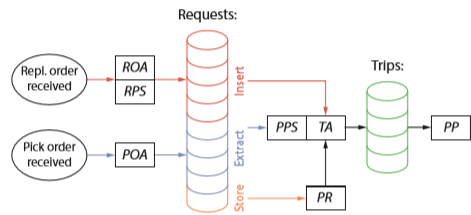 Requests:
Repl. order
received
ROA
RPS
Insert
Trips:
Pick order
received
POA
Extract
PPS
TA
PP
Store
PR